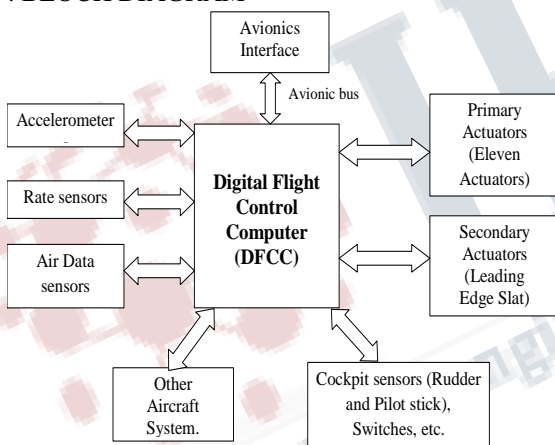 BLOCK DIAGRAM
Avionics
Interface
Avionic bus
Accelerometer
Rate sensors
Air Data
sensors
Digital Flight
Control
Computer
(DFCC)
Primary
Actuators
(Eleven
Actuators)
Secondary
Actuators
(Leading
Edge Slat)
Other
Aircraft
System.
Cockpit sensors (Rudder
and Pilot stick),
Switches, etc.